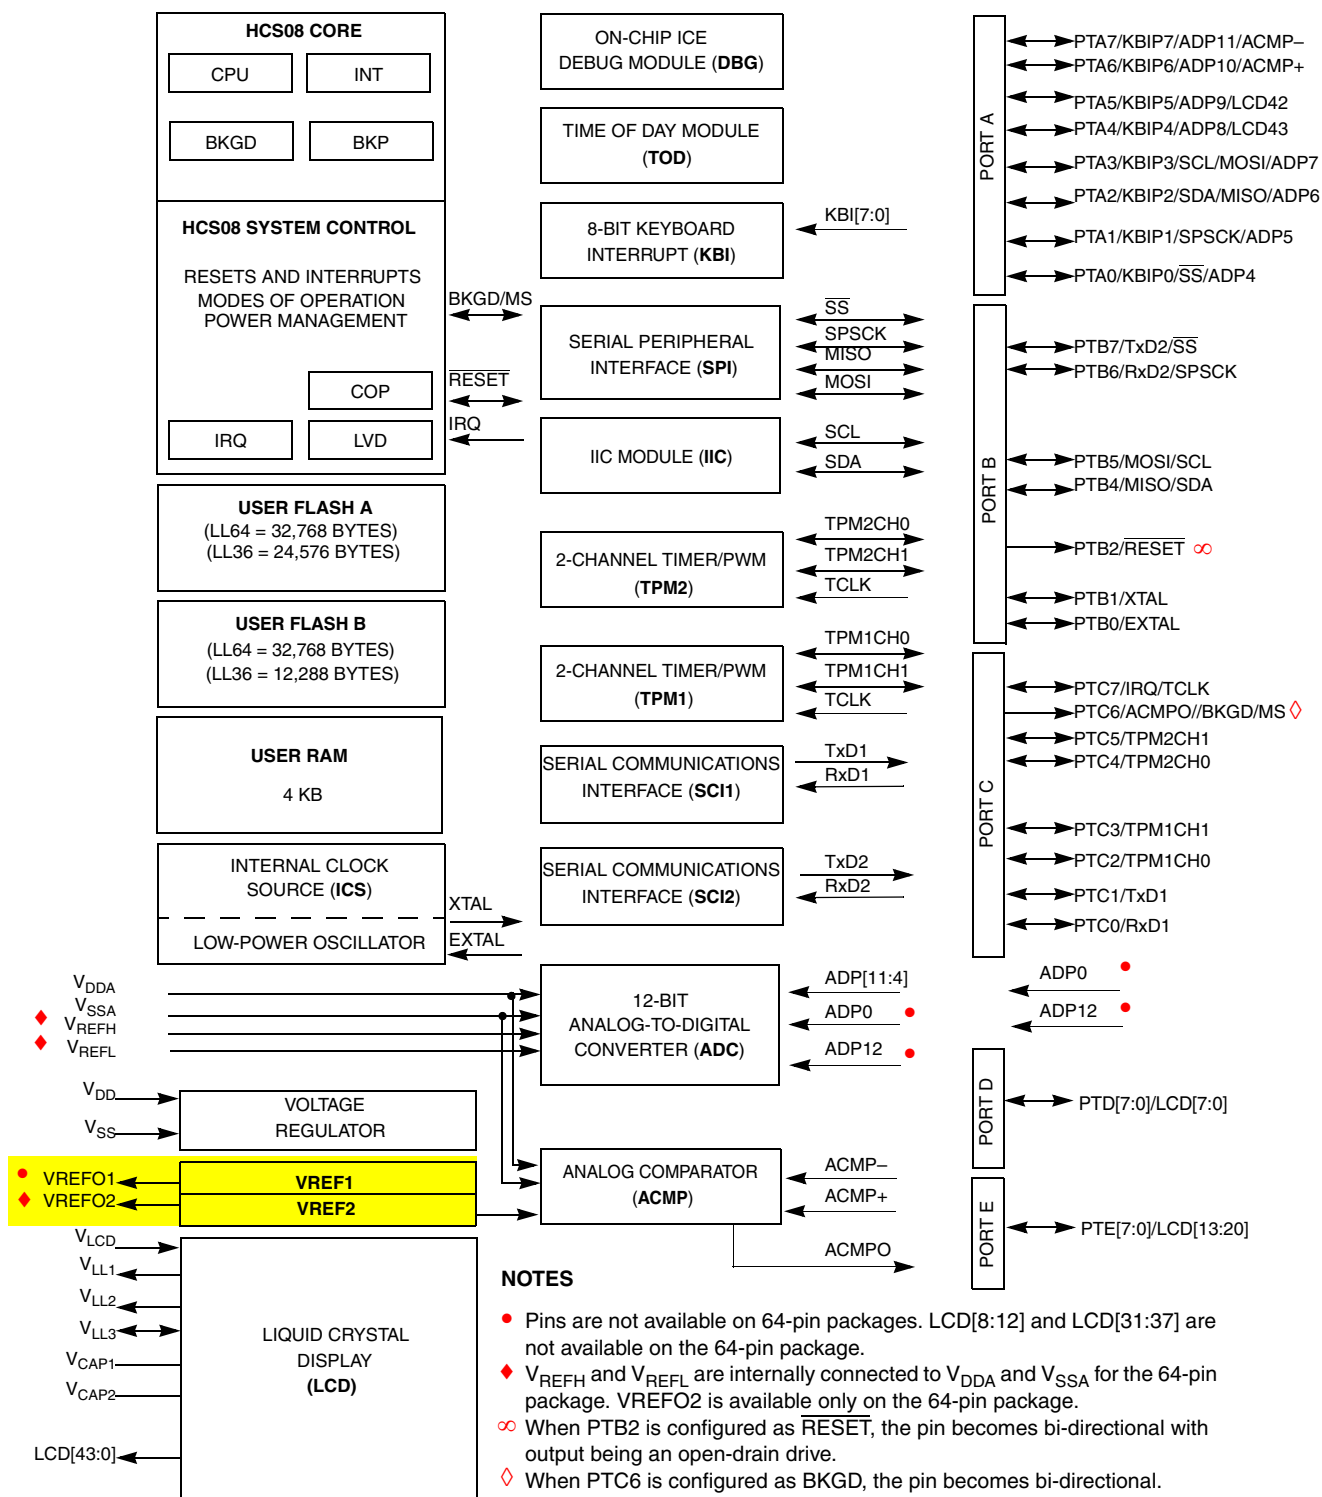 HCS08 CORE
CPU
INT
BKGD
BKP
HCS08 SYSTEM CONTROL
RESETS AND INTERRUPTS
MODES OF OPERATION
POWER MANAGEMENT
COP
IRQ
LVD
BKGD/MS
RESET
IRQ
USER FLASH A
(LL64 = 32,768 BYTES)
(LL36 = 24,576 BYTES)
USER FLASH B
(LL64 = 32,768 BYTES)
(LL36 = 12,288 BYTES)
USER RAM
4 KB
INTERNAL CLOCK
SOURCE (ICS)
LOW-POWER OSCILLATOR
XTAL
EXTAL
VDDA
VSSA
♦ VREFH
♦ VREFL
VDD
VSS
VOLTAGE
REGULATOR
• VREFO1
♦ VREFO2
VREF1
VREF2
VLCD
VLL1
VLL2
VLL3
VCAP1
VCAP2
LCD[43:0]
LIQUID CRYSTAL
DISPLAY
(LCD)
ON-CHIP ICE
DEBUG MODULE (DBG)
TIME OF DAY MODULE
(TOD)
8-BIT KEYBOARD
INTERRUPT (KBI)
KBI[7:0]
SERIAL PERIPHERAL
INTERFACE (SPI)
SS
SPSCK
MISO
MOSI
IIC MODULE (IIC)
SCL
SDA
2-CHANNEL TIMER/PWM
(TPM2)
TPM2CH0
TPM2CH1
TCLK
2-CHANNEL TIMER/PWM
(TPM1)
TPM1CH0
TPM1CH1
TCLK
SERIAL COMMUNICATIONS
INTERFACE (SCI1)
TxD1
RxD1
SERIAL COMMUNICATIONS
INTERFACE (SCI2)
TxD2
RxD2
12-BIT
ANALOG-TO-DIGITAL
CONVERTER (ADC)
ADP[11:4]
ADP0 •
ADP12 •
ANALOG COMPARATOR
(ACMP)
ACMP–
ACMP+
ACMPO
PORT A
PTA7/KBIP7/ADP11/ACMP–
PTA6/KBIP6/ADP10/ACMP+
PTA5/KBIP5/ADP9/LCD42
PTA4/KBIP4/ADP8/LCD43
PTA3/KBIP3/SCL/MOSI/ADP7
PTA2/KBIP2/SDA/MISO/ADP6
PTA1/KBIP1/SPSCK/ADP5
PTA0/KBIP0/SS/ADP4
PORT B
PTB7/TxD2/SS
PTB6/RxD2/SPSCK
PTB5/MOSI/SCL
PTB4/MISO/SDA
PTB2/RESET ∞
PTB1/XTAL
PTB0/EXTAL
PORT C
PTC7/IRQ/TCLK
PTC6/ACMPO//BKGD/MS ◊
PTC5/TPM2CH1
PTC4/TPM2CH0
PTC3/TPM1CH1
PTC2/TPM1CH0
PTC1/TxD1
PTC0/RxD1
ADP0 •
ADP12 •
PORT D
PTD[7:0]/LCD[7:0]
PORT E
PTE[7:0]/LCD[13:20]
NOTES
• Pins are not available on 64-pin packages. LCD[8:12] and LCD[31:37] are
not available on the 64-pin package.
♦ VREFH and VREFL are internally connected to VDDA and VSSA for the 64-pin
package. VREFO2 is available only on the 64-pin package.
∞ When PTB2 is configured as RESET, the pin becomes bi-directional with
output being an open-drain drive.
◊ When PTC6 is configured as BKGD, the pin becomes bi-directional.